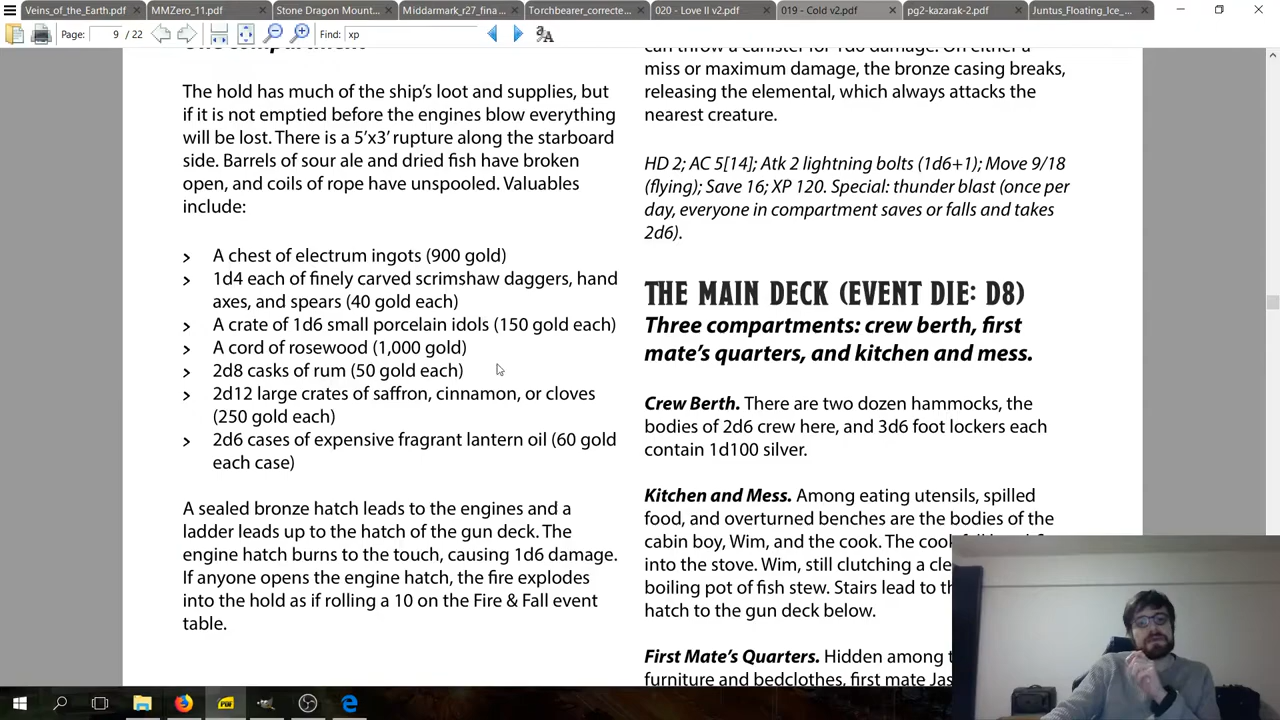 Veins_of_the_Earth.pdf
MMZero_11.pdf
Stone Dragon Mount...
Middarmark_r27_fina...
Torchbearer_correcte...
020 - Love II v2.pdf
019 - Cold v2.pdf
pg2-kazarak-2.pdf
Juntus_Floating_Ice_...
Page: 9 / 22
Find: xp
The hold has much of the ship's loot and supplies, but
if it is not emptied before the engines blow everything
will be lost. There is a 5'x3' rupture along the starboard
side. Barrels of sour ale and dried fish have broken
open, and coils of rope have unspooled. Valuables
include:
> A chest of electrum ingots (900 gold)
> 1d4 each of finely carved scrimshaw daggers, hand
axes, and spears (40 gold each)
> A crate of 1d6 small porcelain idols (150 gold each)
> A cord of rosewood (1,000 gold)
> 2d8 casks of rum (50 gold each)
> 2d12 large crates of saffron, cinnamon, or cloves
(250 gold each)
> 2d6 cases of expensive fragrant lantern oil (60 gold
each case)
A sealed bronze hatch leads to the engines and a
ladder leads up to the hatch of the gun deck. The
engine hatch burns to the touch, causing 1d6 damage.
If anyone opens the engine hatch, the fire explodes
into the hold as if rolling a 10 on the Fire & Fall event
table.
can throw a canister for 1d6 damage. On either a
miss or maximum damage, the bronze casing breaks,
releasing the elemental, which always attacks the
nearest creature.
HD 2; AC 5[14]; Atk 2 lightning bolts (1d6+1); Move 9/18
(flying); Save 16; XP 120. Special: thunder blast (once per
day, everyone in compartment saves or falls and takes
2d6).
THE MAIN DECK (EVENT DIE: D8)
Three compartments: crew berth, first
mate's quarters, and kitchen and mess.
Crew Berth. There are two dozen hammocks, the
bodies of 2d6 crew here, and 3d6 foot lockers each
contain 1d100 silver.
Kitchen and Mess. Among eating utensils, spilled
food, and overturned benches are the bodies of the
cabin boy, Wim, and the cook. The cook
into the stove. Wim, still clutching a
boiling pot of fish stew. Stairs lead to
hatch to the gun deck below.
First Mate's Quarters. Hidden among
furniture and bedclothes, first mate